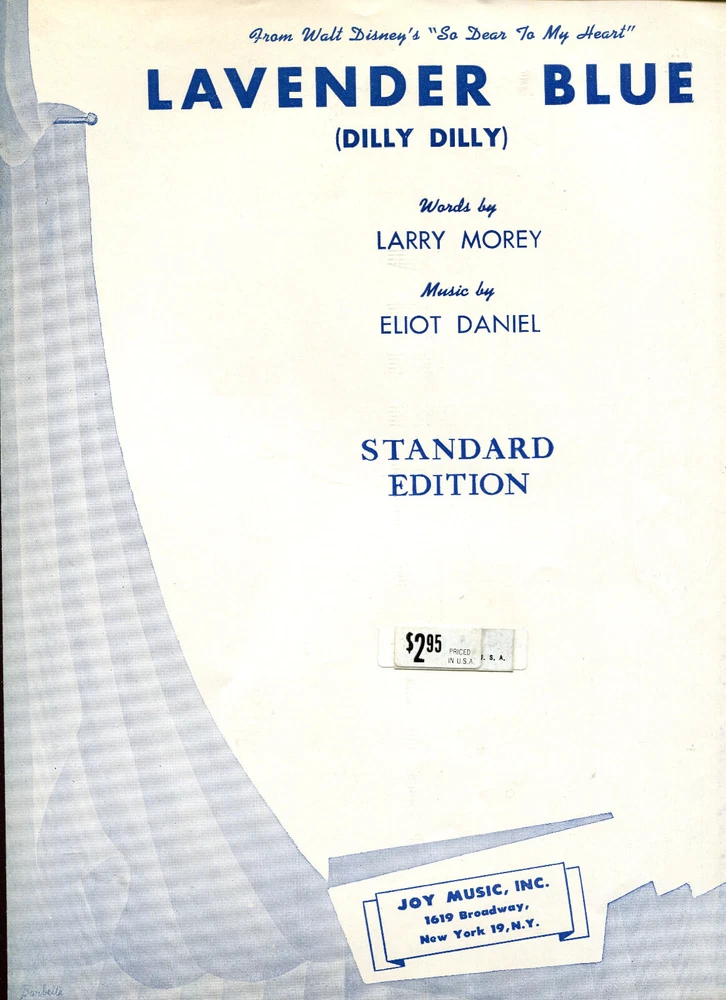 From Walt Disney's "So Dear To My Heart"
LAVENDER BLUE
(DILLY DILLY)
Words by
LARRY MOREY
Music by
ELIOT DANIEL
STANDARD
EDITION
$2.95
PRICED
IN U.S.A.
. S. A.
JOY MUSIC, INC.
1619 Broadway,
New York 19, N.Y.
Barbelle